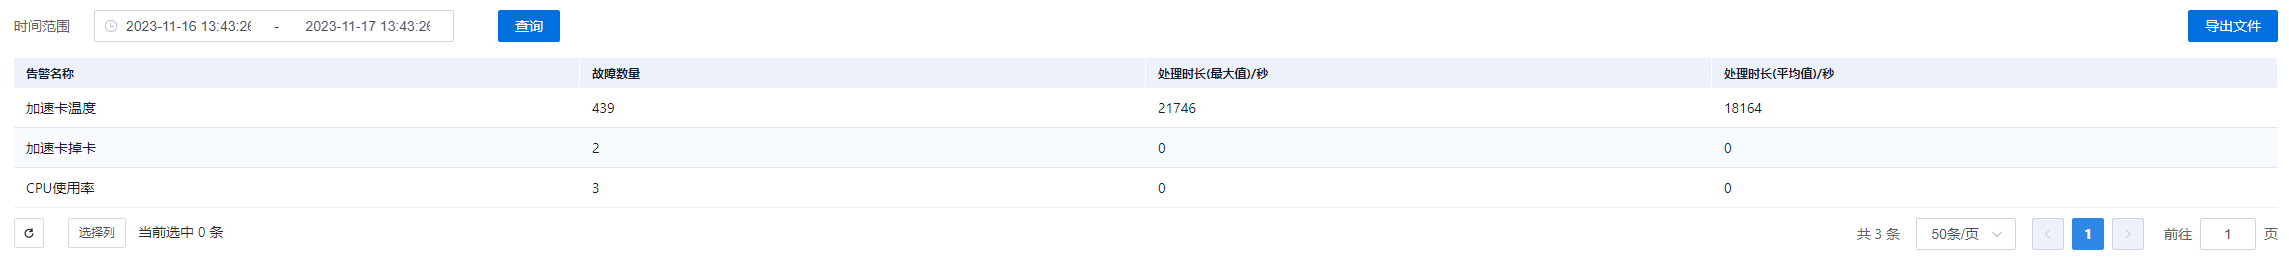 时间范围 2023-11-16 13:43:26 - 2023-11-17 13:43:26 查询 导出文件
告警名称 故障数量 处理时长(最大值)/秒 处理时长(平均值)/秒
加速卡温度 439 21746 18164
加速卡掉卡 2 0 0
CPU使用率 3 0 0
选择列 当前选中 0 条 共 3 条 50条/页 1 前往 1 页